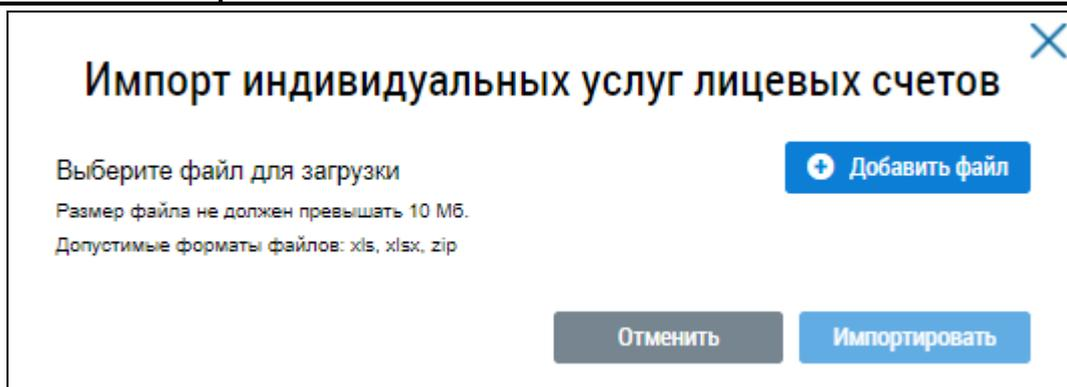 Импорт индивидуальных услуг лицевых счетов
Выберите файл для загрузки
Добавить файл
Размер файла не должен превышать 10 Мб.
Допустимые форматы файлов: xls, xlsx, zip
Отменить
Импортировать